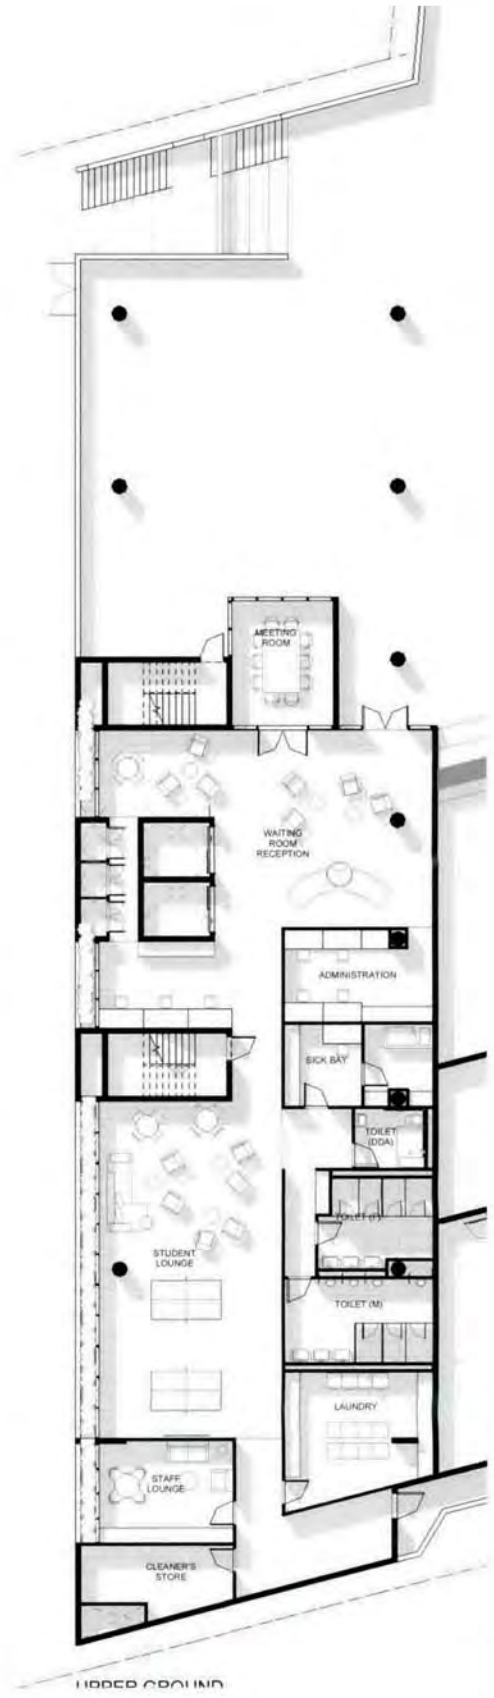 MEETING
ROOM
WAITING
ROOM
RECEPTION
ADMINISTRATION
SICK BAY
TOILET
(DDA)
TOILET (F)
STUDENT
LOUNGE
TOILET (M)
LAUNDRY
STAFF
LOUNGE
CLEANER'S
STORE
UPPER GROUND